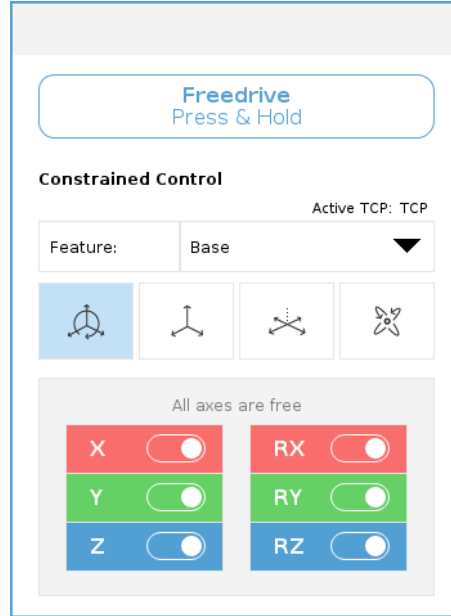 Freedrive
Press & Hold
Constrained Control
Active TCP: TCP
Feature: Base
All axes are free
X RX
Y RY
Z RZ